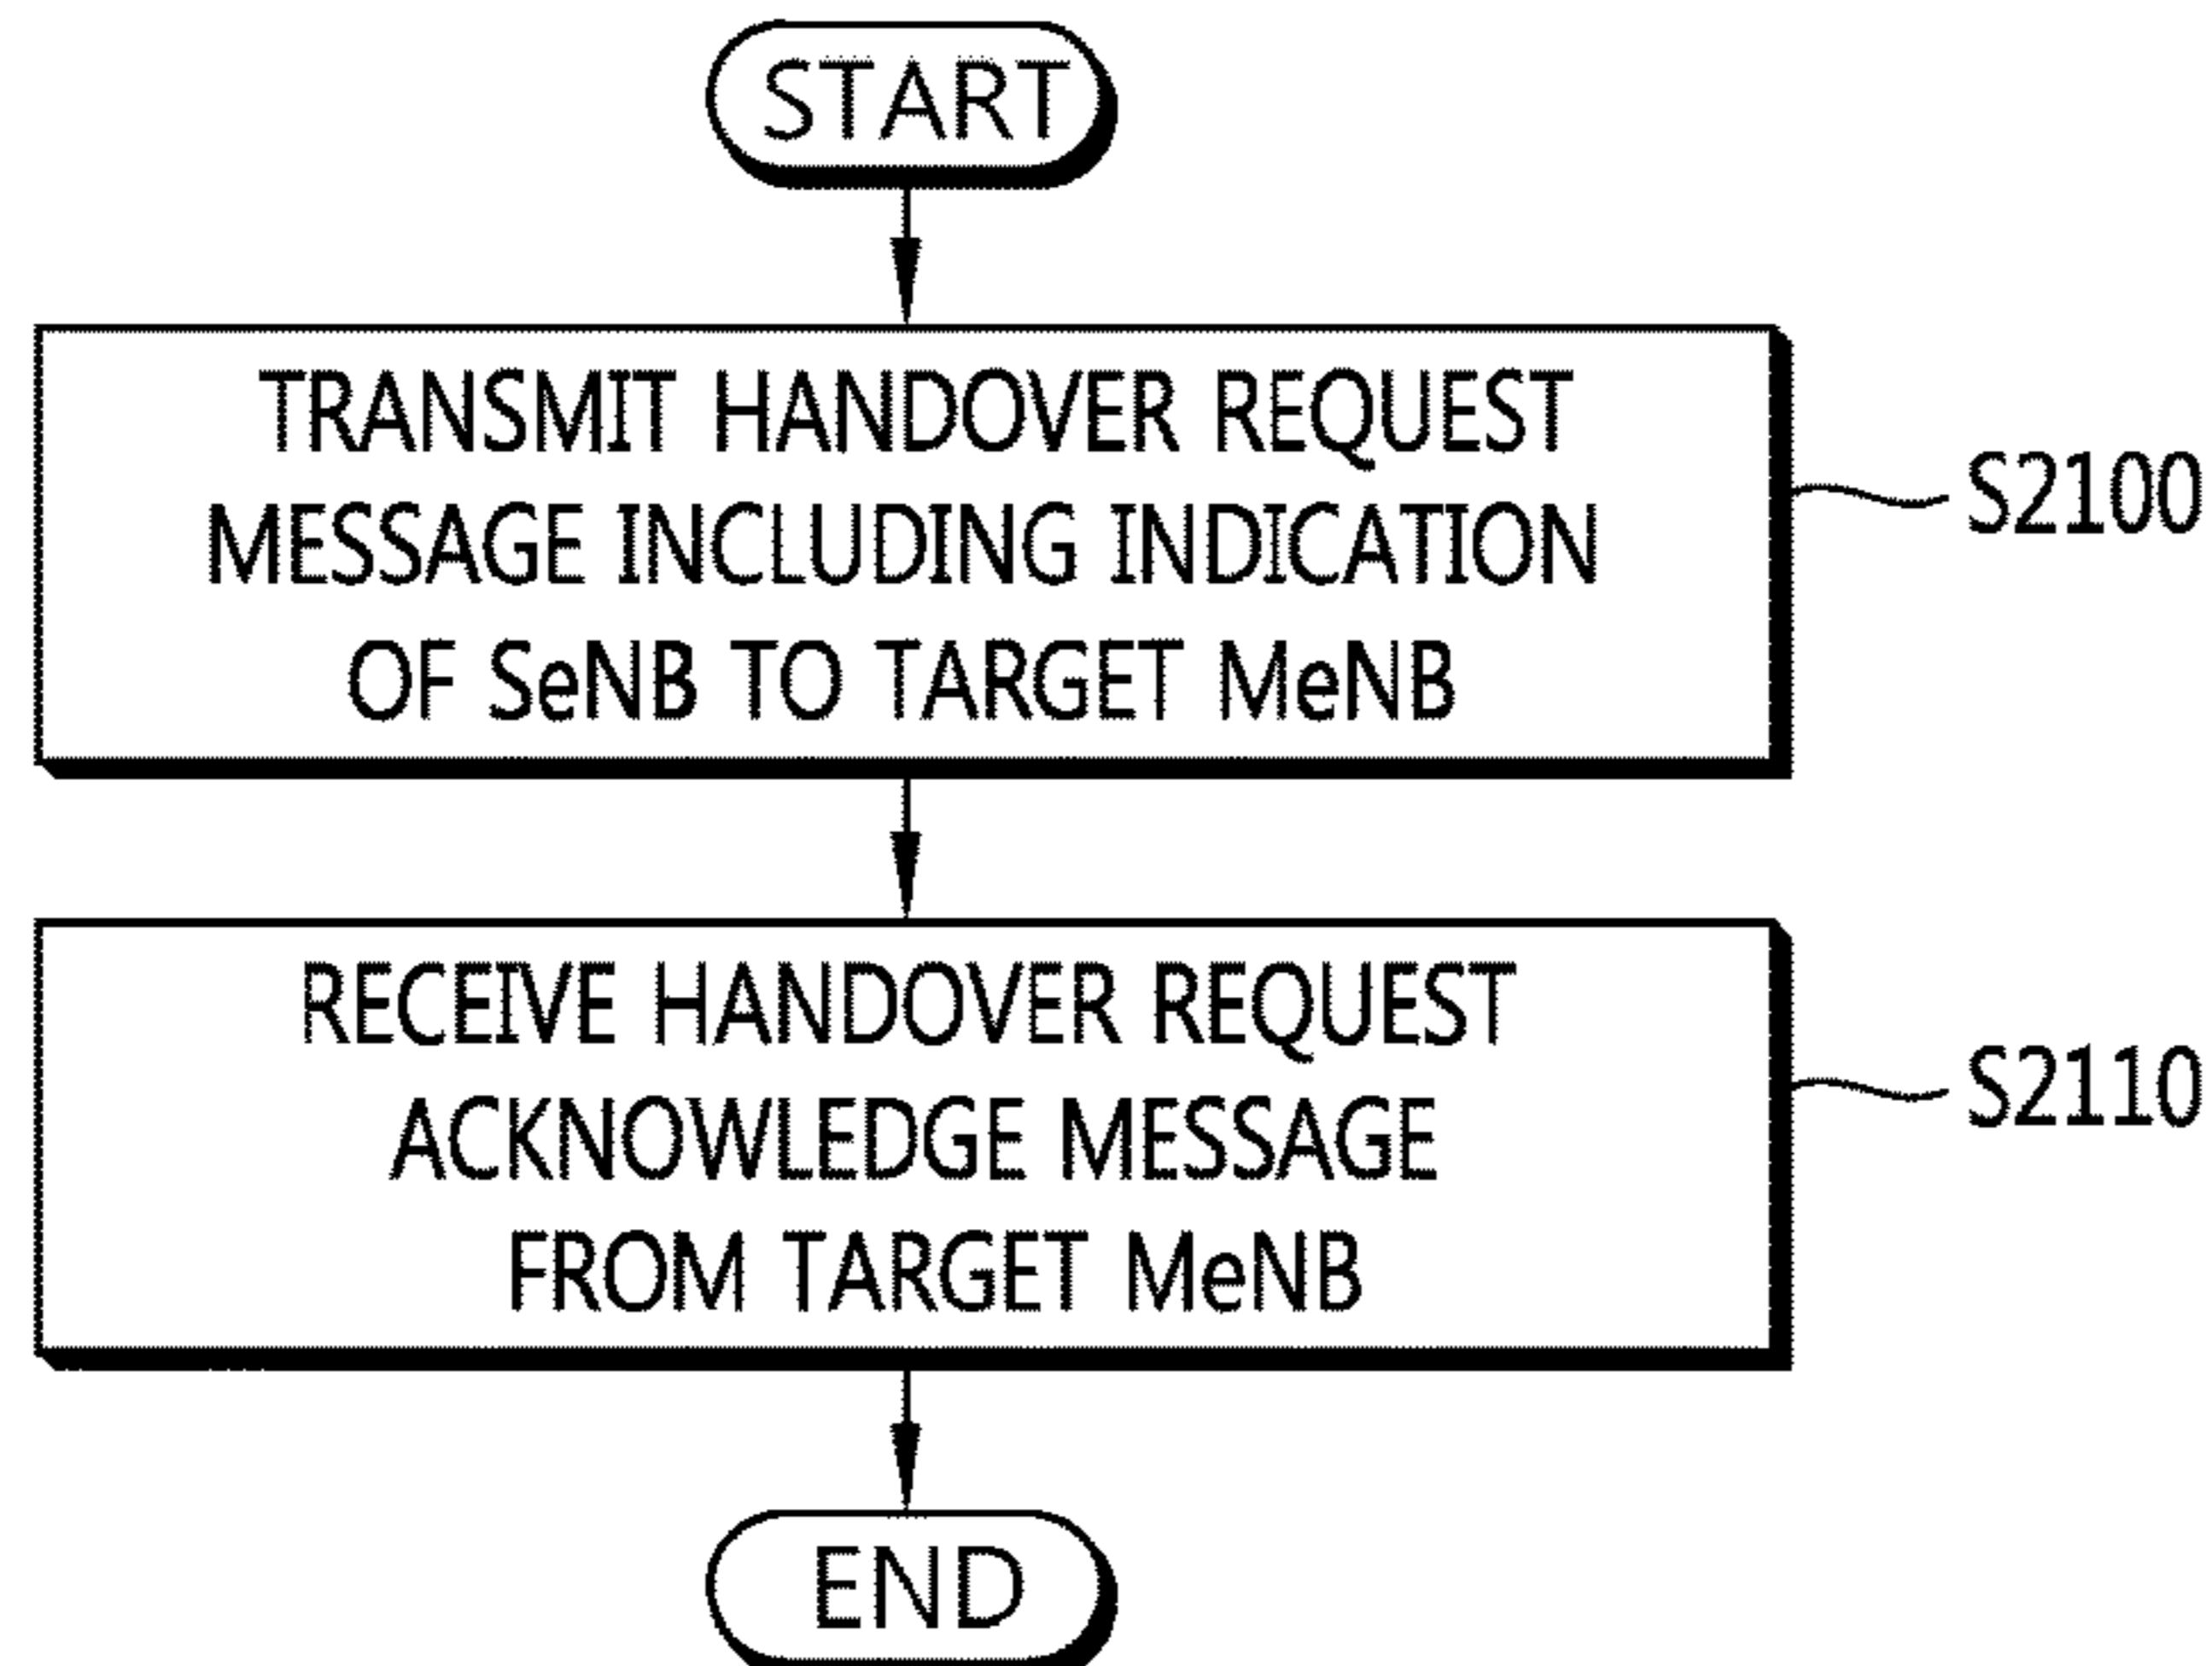 START
TRANSMIT HANDOVER REQUEST
MESSAGE INCLUDING INDICATION
OF SeNB TO TARGET MeNB
S2100
RECEIVE HANDOVER REQUEST
ACKNOWLEDGE MESSAGE
FROM TARGET MeNB
S2110
END